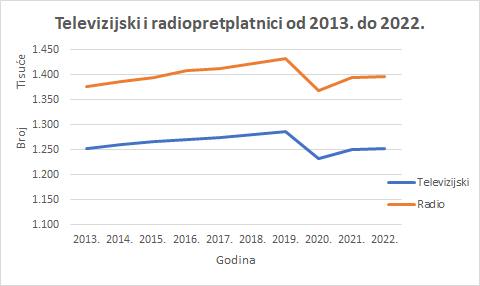 Televizijski i radiopretplatnici od 2013. do 2022.
Broj Tisuće
1.450
1.400
1.350
1.300
1.250
1.200
1.150
1.100
2013. 2014. 2015. 2016. 2017. 2018. 2019. 2020. 2021. 2022.
Godina
Televizijski
Radio